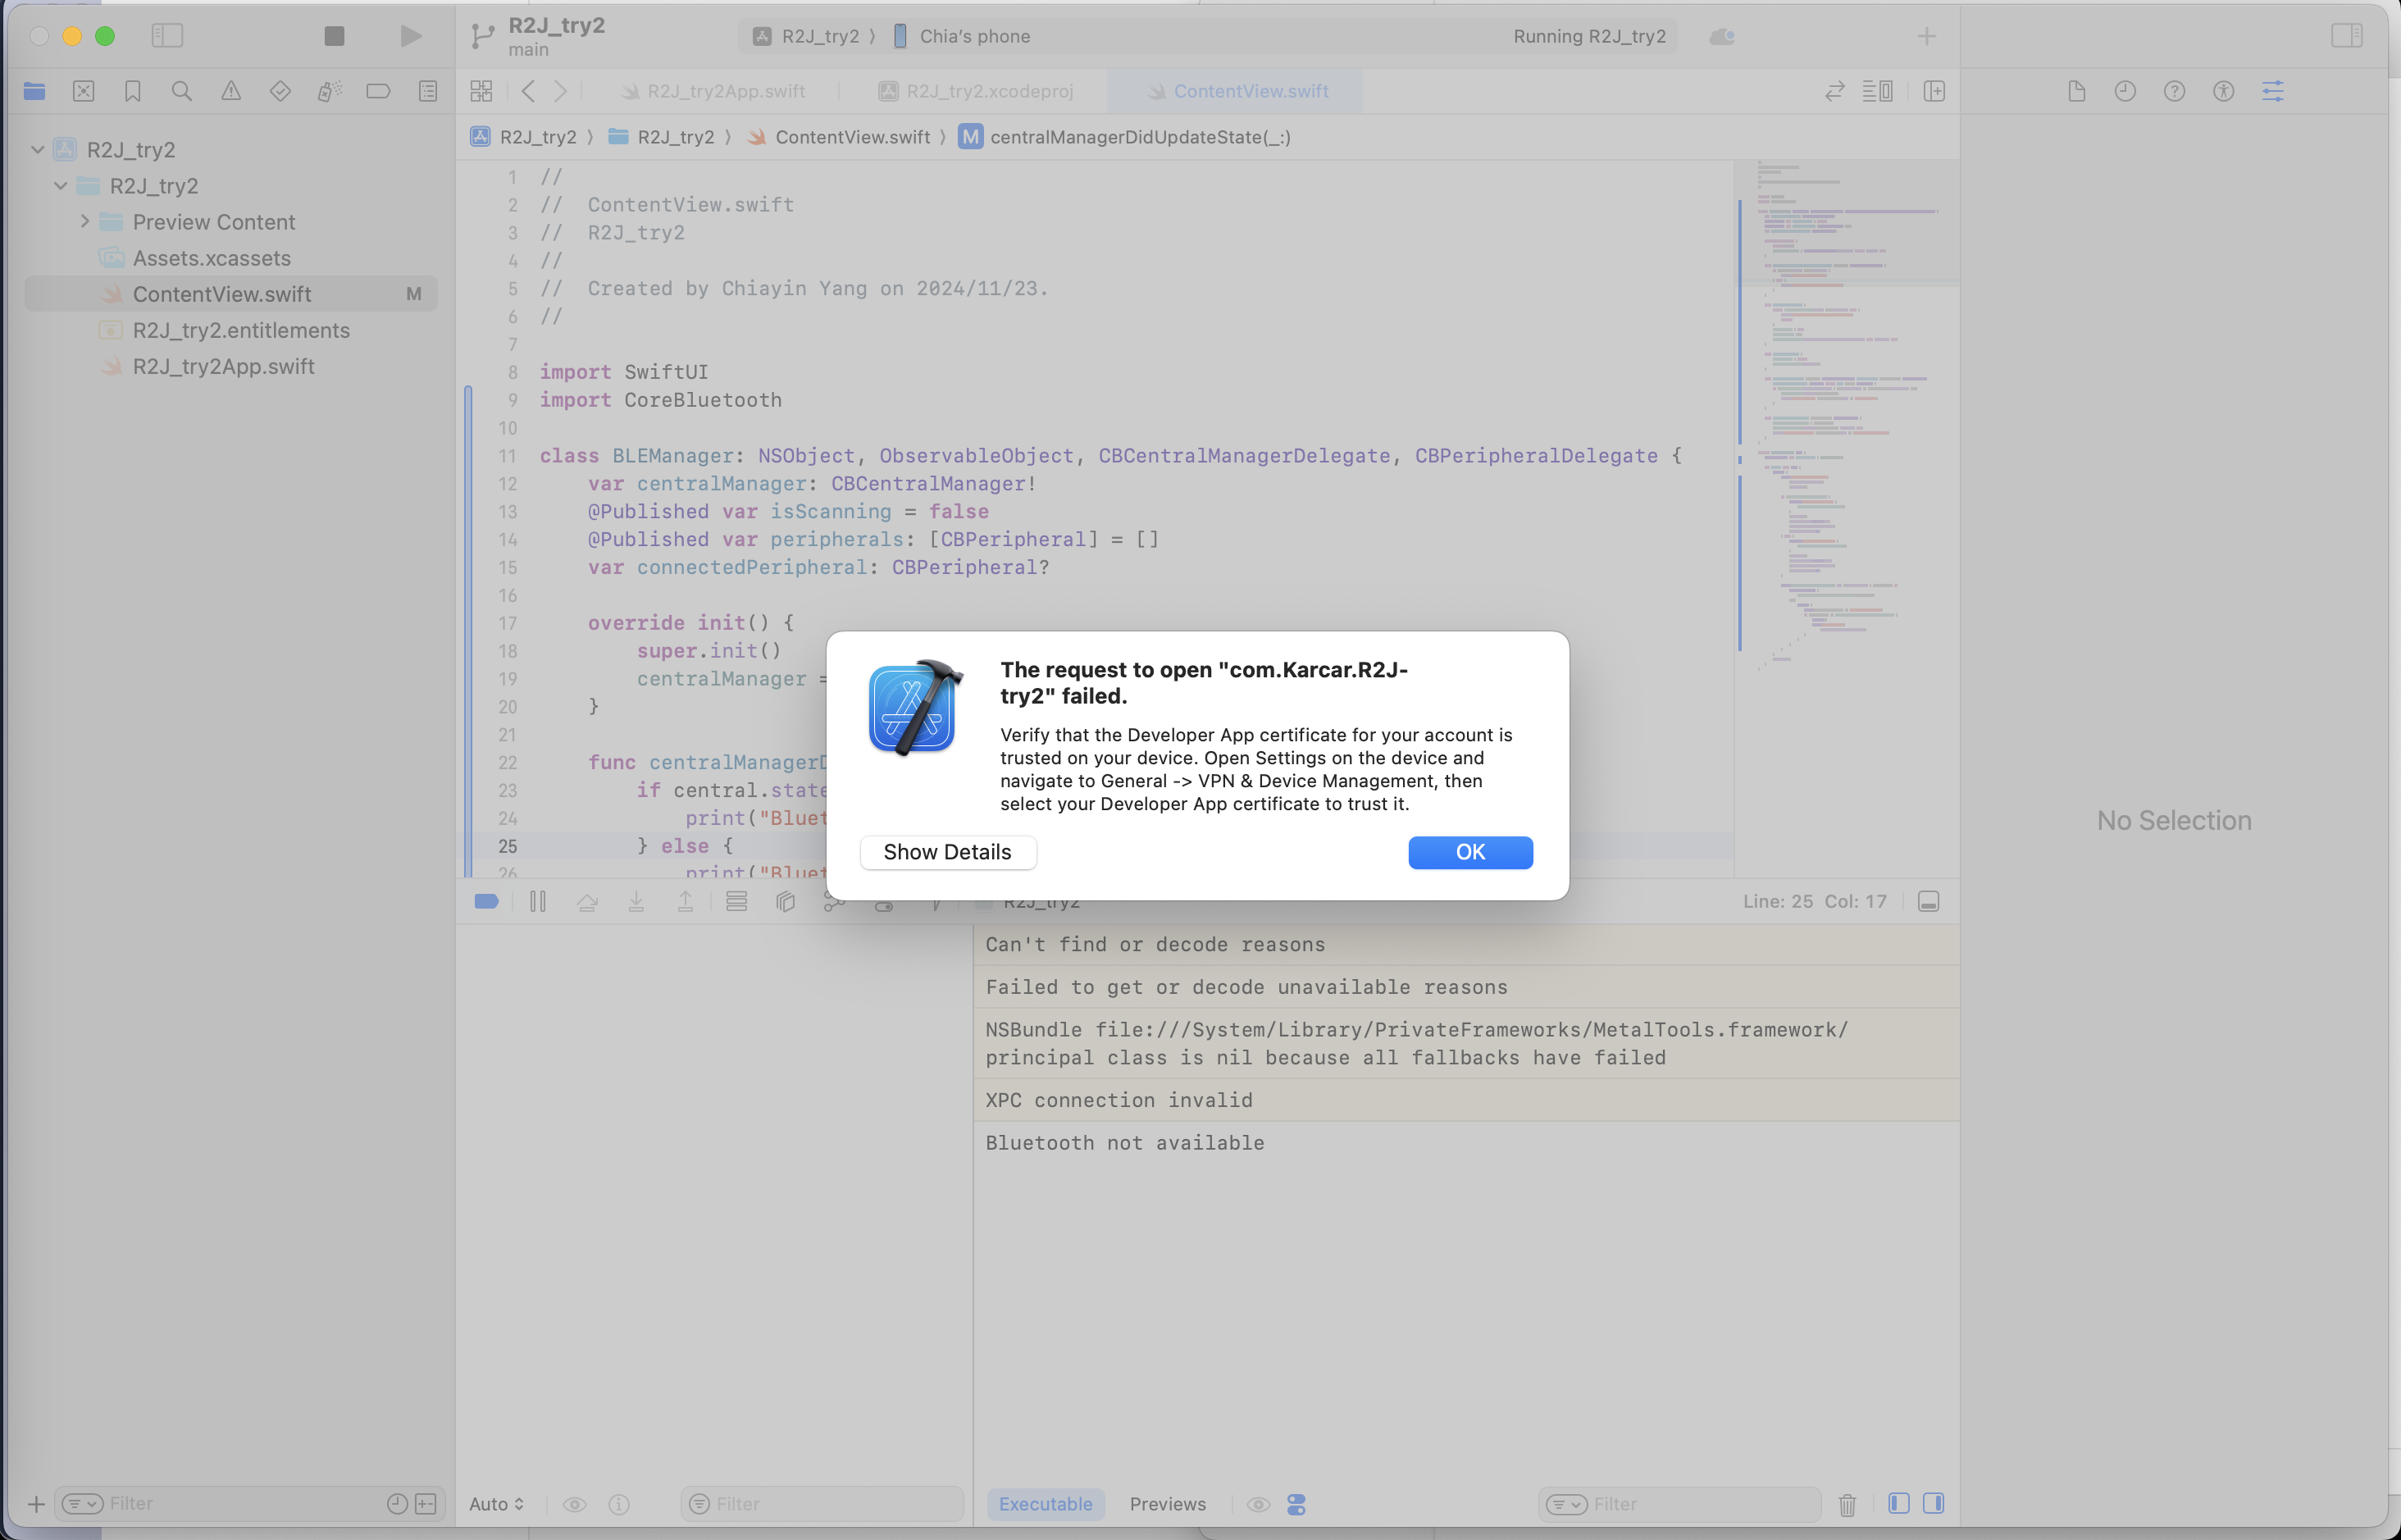 R2J_try2
main
R2J_try2 〉 Chia's phone
Running R2J_try2
R2J_try2App.swift
R2J_try2.xcodeproj
ContentView.swift
R2J_try2 〉 R2J_try2 〉 ContentView.swift 〉 M centralManagerDidUpdateState(_:)
R2J_try2
R2J_try2
Preview Content
Assets.xcassets
ContentView.swift M
R2J_try2.entitlements
R2J_try2App.swift
1 //
2 //  ContentView.swift
3 //  R2J_try2
4 //
5 //  Created by Chiayin Yang on 2024/11/23.
6 //
7
8 import SwiftUI
9 import CoreBluetooth
10
11 class BLEManager: NSObject, ObservableObject, CBCentralManagerDelegate, CBPeripheralDelegate {
12     var centralManager: CBCentralManager!
13     @Published var isScanning = false
14     @Published var peripherals: [CBPeripheral] = []
15     var connectedPeripheral: CBPeripheral?
16
17     override init() {
18         super.init()
19         centralManager =
20     }
21
22     func centralManagerD
23         if central.state
24             print("Bluet
25         } else {
26             print("Bluet
The request to open "com.Karcar.R2J-
try2" failed.
Verify that the Developer App certificate for your account is
trusted on your device. Open Settings on the device and
navigate to General -> VPN & Device Management, then
select your Developer App certificate to trust it.
Show Details
OK
R2J_try2
Line: 25 Col: 17
Can't find or decode reasons
Failed to get or decode unavailable reasons
NSBundle file:///System/Library/PrivateFrameworks/MetalTools.framework/
principal class is nil because all fallbacks have failed
XPC connection invalid
Bluetooth not available
No Selection
Filter
Auto
Filter
Executable
Previews
Filter